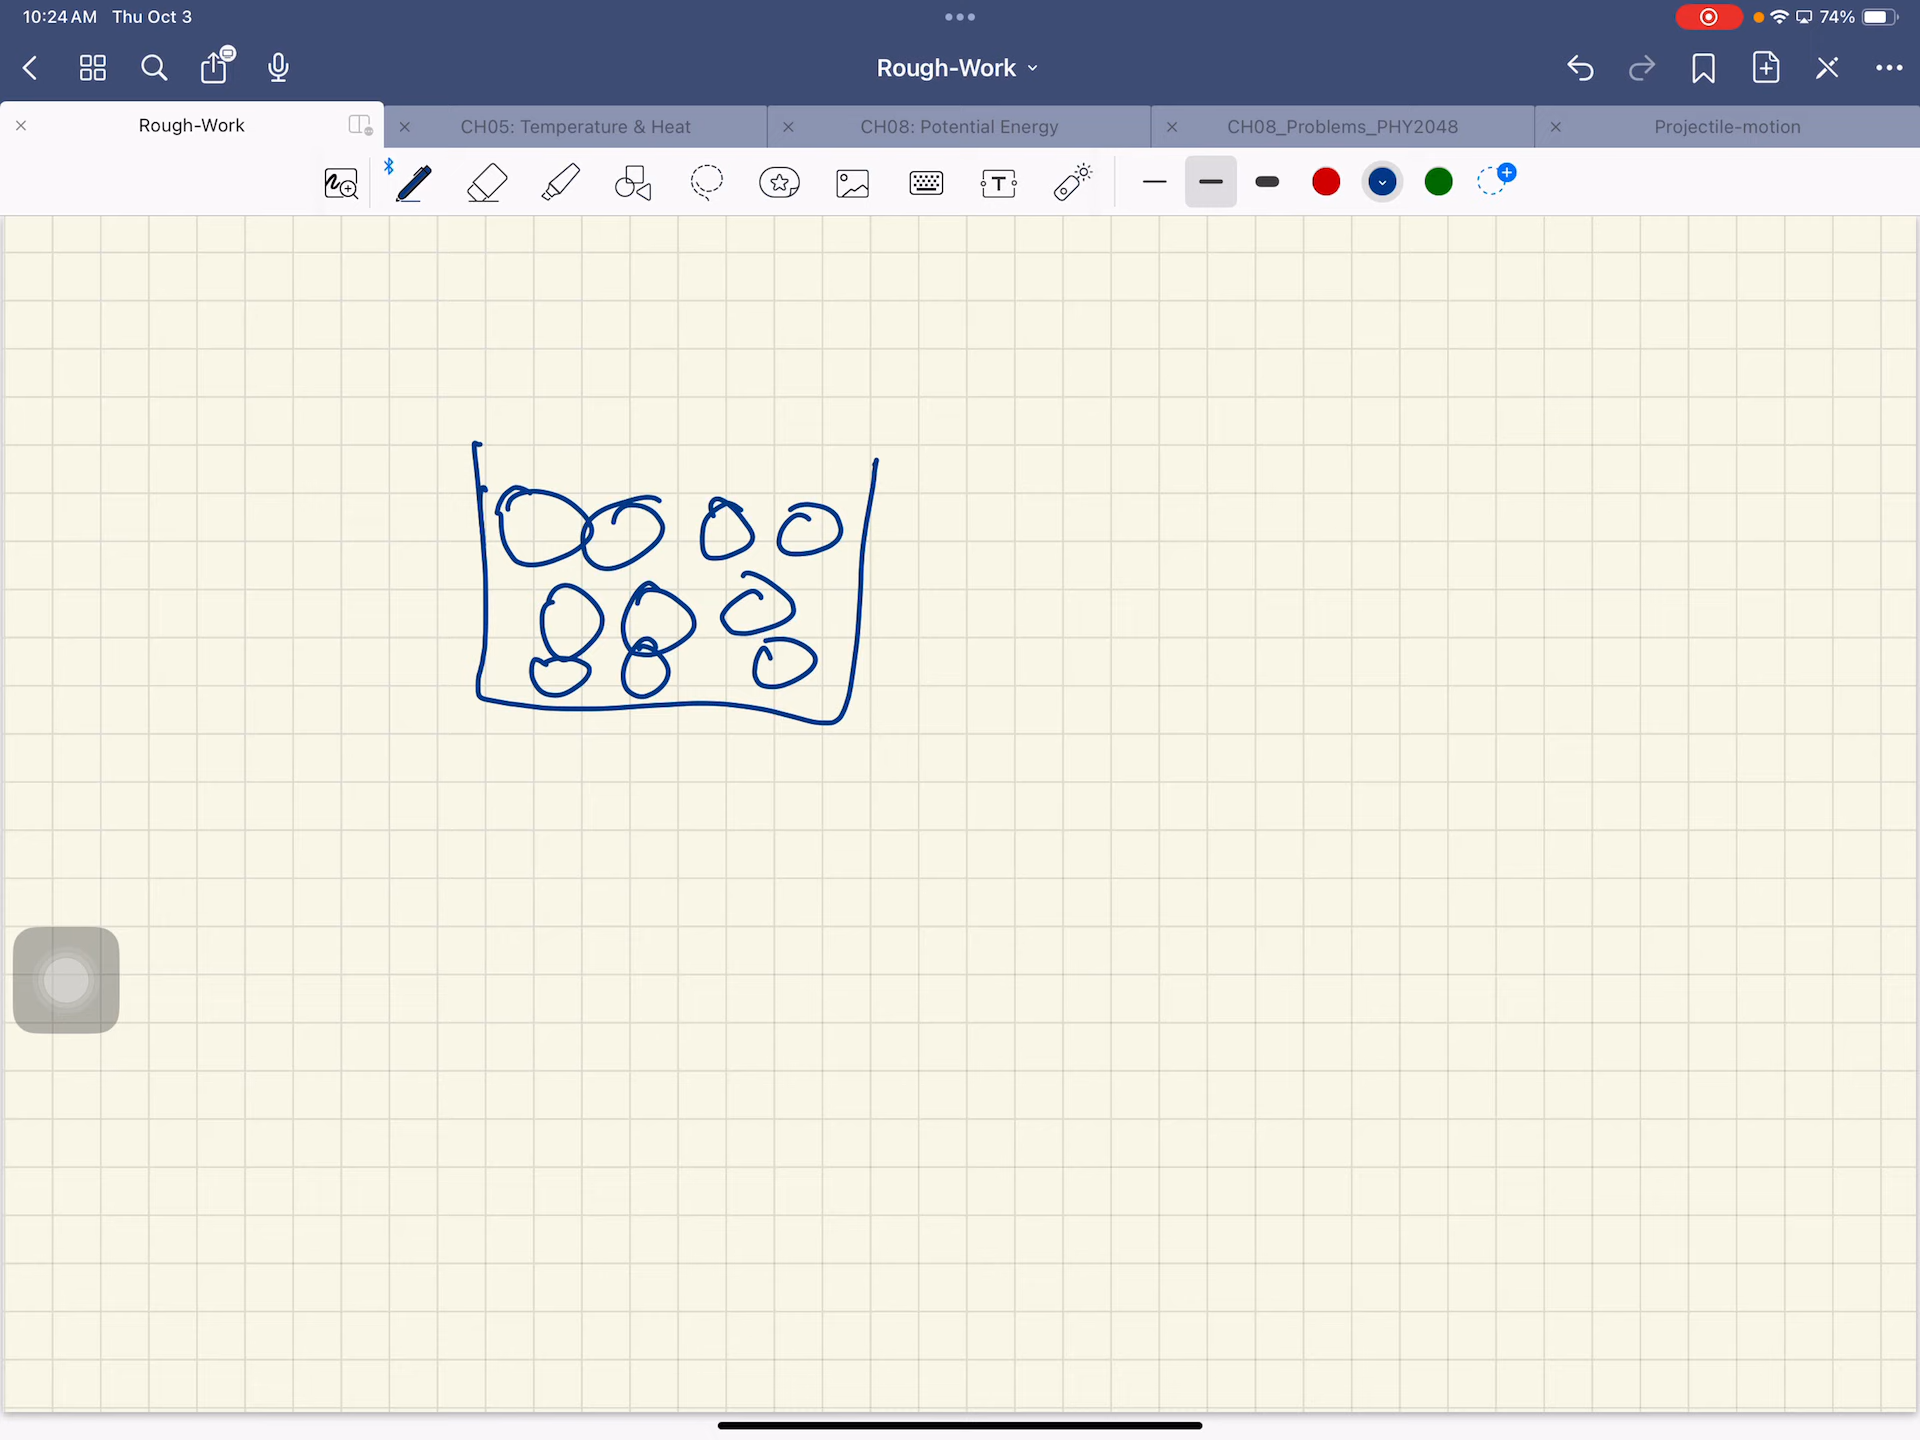 10:24 AM Thu Oct 3
74%
Rough-Work
Rough-Work
CH05: Temperature & Heat
CH08: Potential Energy
CH08_Problems_PHY2048
Projectile-motion
T